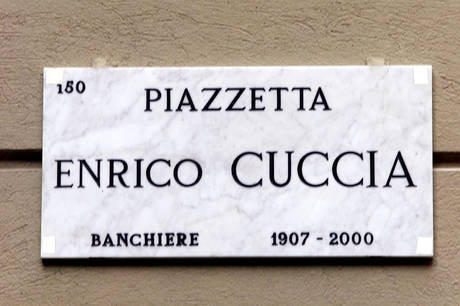 150
PIAZZETTA
ENRICO CUCCIA
BANCHIERE 1907 - 2000